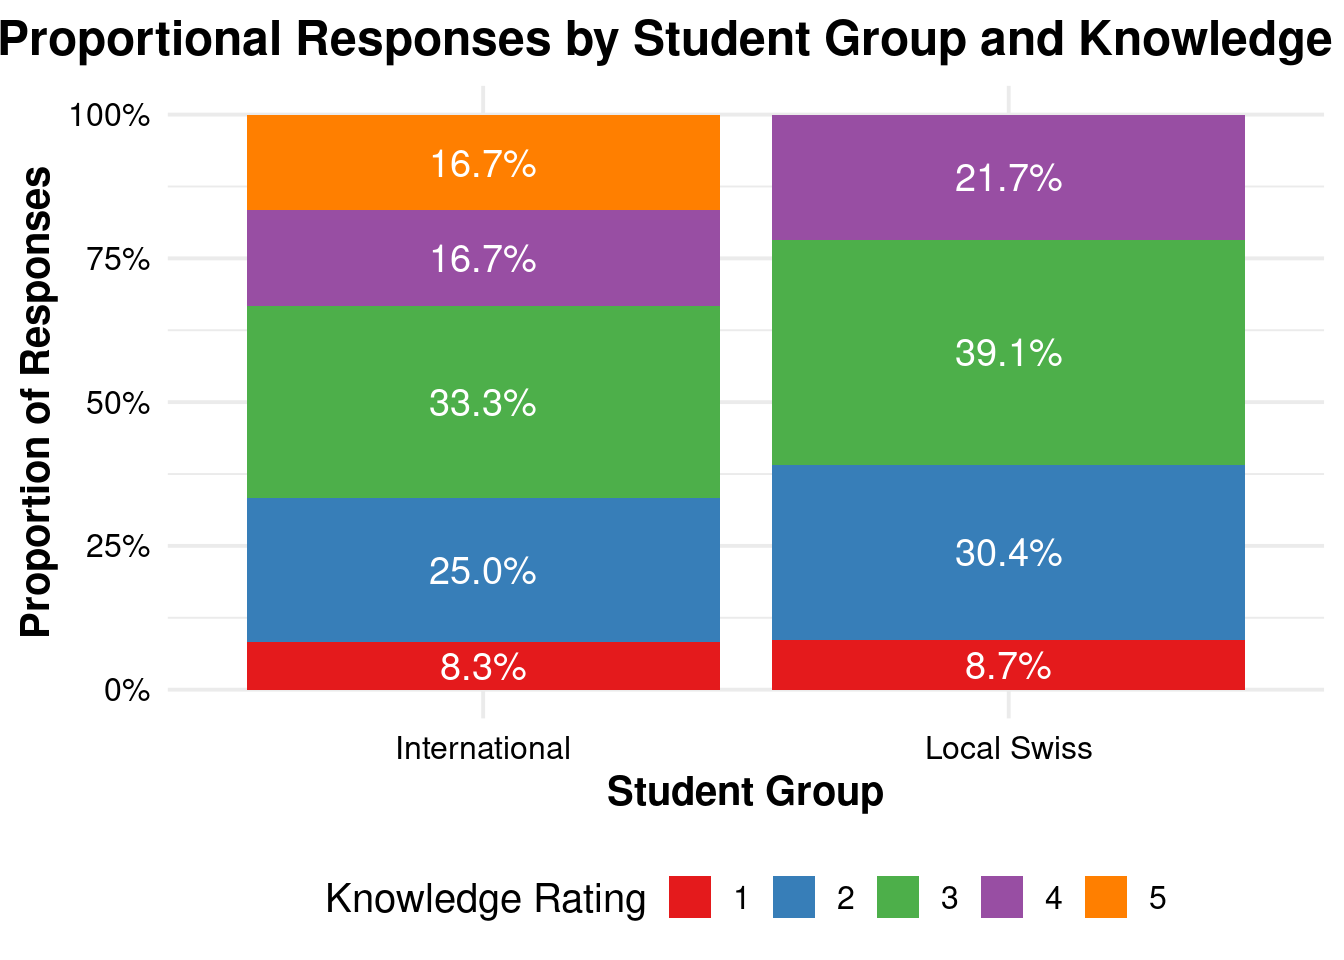 Proportional Responses by Student Group and Knowledge
Proportion of Responses
100%
75%
50%
25%
0%
16.7%
16.7%
33.3%
25.0%
8.3%
21.7%
39.1%
30.4%
8.7%
International
Local Swiss
Student Group
Knowledge Rating 1 2 3 4 5